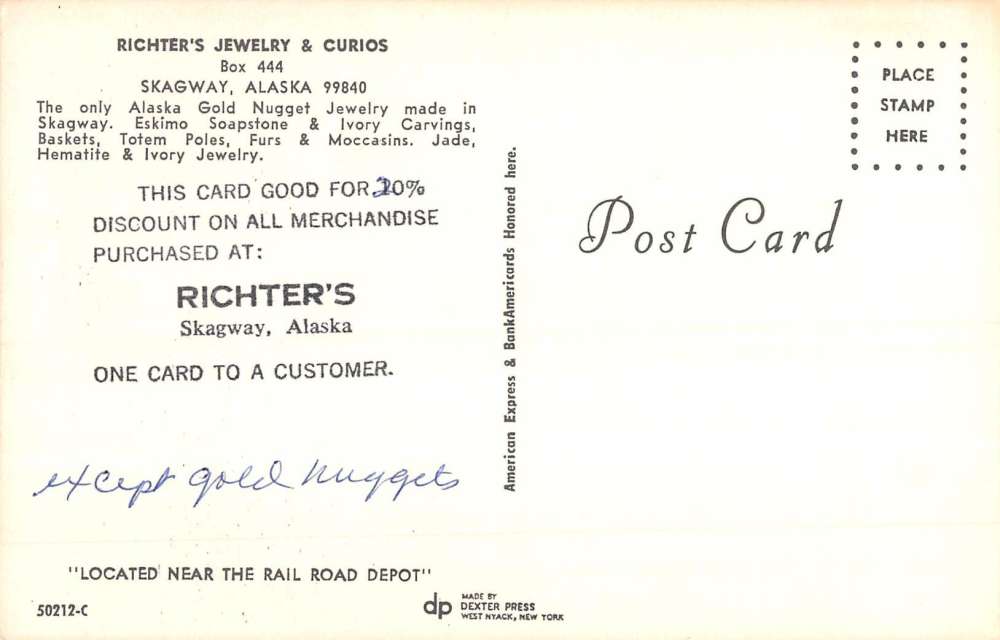 RICHTER'S JEWELRY & CURIOS
Box 444
SKAGWAY, ALASKA 99840
The only Alaska Gold Nugget Jewelry made in
Skagway. Eskimo Soapstone & Ivory Carvings,
Baskets, Totem Poles, Furs & Moccasins. Jade,
Hematite & Ivory Jewelry.
THIS CARD GOOD FOR 20%
DISCOUNT ON ALL MERCHANDISE
PURCHASED AT:
RICHTER'S
Skagway, Alaska
ONE CARD TO A CUSTOMER.
except gold nuggets
"LOCATED NEAR THE RAIL ROAD DEPOT"
50212-C
dp
MADE BY
DEXTER PRESS
WEST NYACK, NEW YORK
American Express & BankAmericards Honored here.
Post Card
PLACE
STAMP
HERE